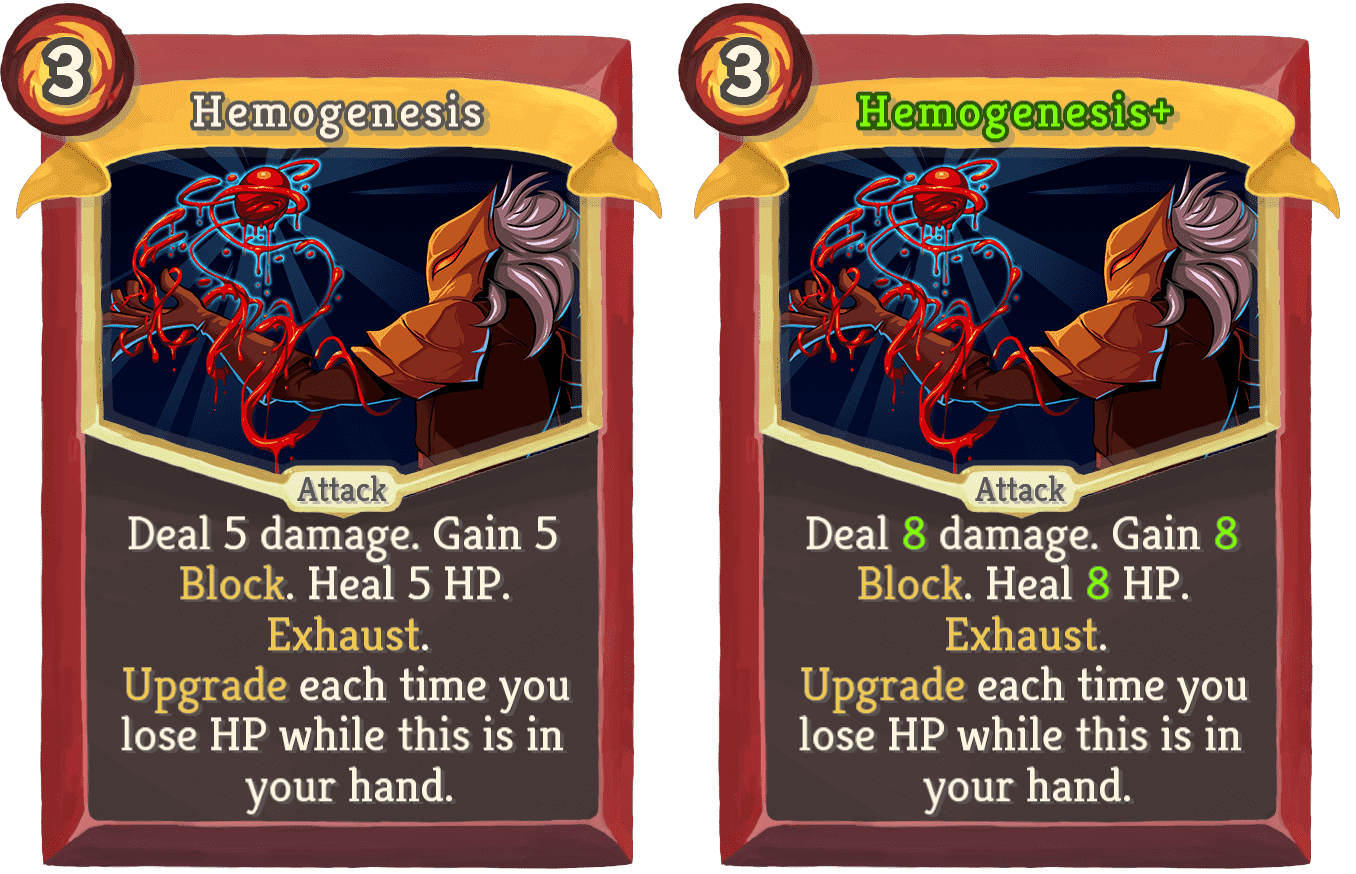 3
Hemogenesis
Attack
Deal 5 damage. Gain 5
Block. Heal 5 HP.
Exhaust.
Upgrade each time you
lose HP while this is in
your hand.
3
Hemogenesis+
Attack
Deal 8 damage. Gain 8
Block. Heal 8 HP.
Exhaust.
Upgrade each time you
lose HP while this is in
your hand.